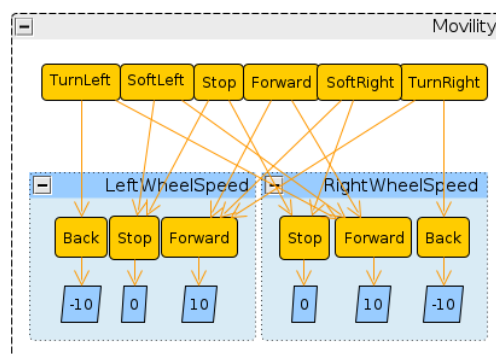 Movility
TurnLeft SoftLeft Stop Forward SoftRight TurnRight
LeftWheelSpeed RightWheelSpeed
Back Stop Forward Stop Forward Back
-10 0 10 0 10 -10